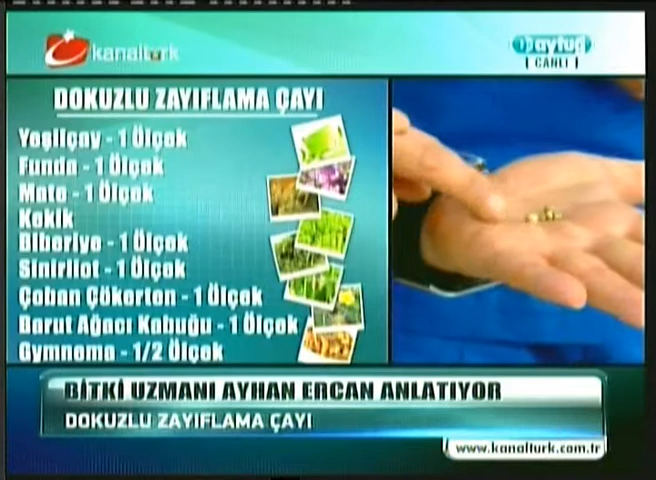 kanaltürk
aytuğ
CANLI
DOKUZLU ZAYIFLAMA ÇAYI
Yeşilçay - 1 Ölçek
Funda - 1 Ölçek
Mate - 1 Ölçek
Kekik
Biberiye - 1 Ölçek
Sinirliot - 1 Ölçek
Çoban Çökerten - 1 Ölçek
Barut Ağacı Kabuğu - 1 Ölçek
Gymnema - 1/2 Ölçek
BİTKİ UZMANI AYHAN ERCAN ANLATIYOR
DOKUZLU ZAYIFLAMA ÇAYI
www.kanalturk.com.tr